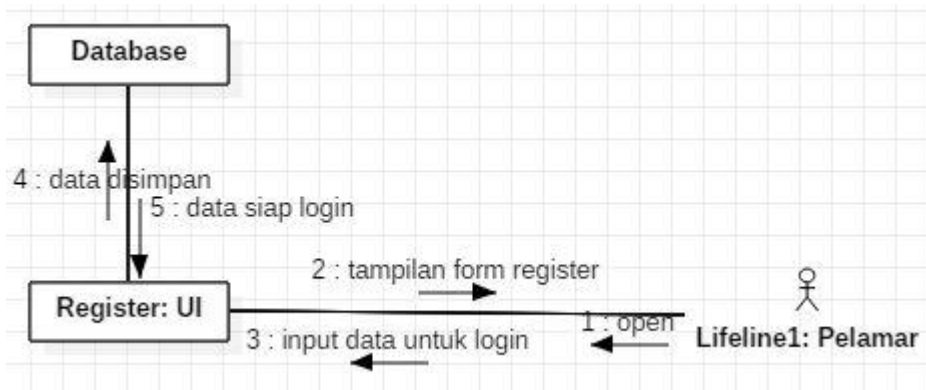 Database
4 : data disimpan
5 : data siap login
2 : tampilan form register
Register: UI
1 : open
3 : input data untuk login
Lifeline1: Pelamar